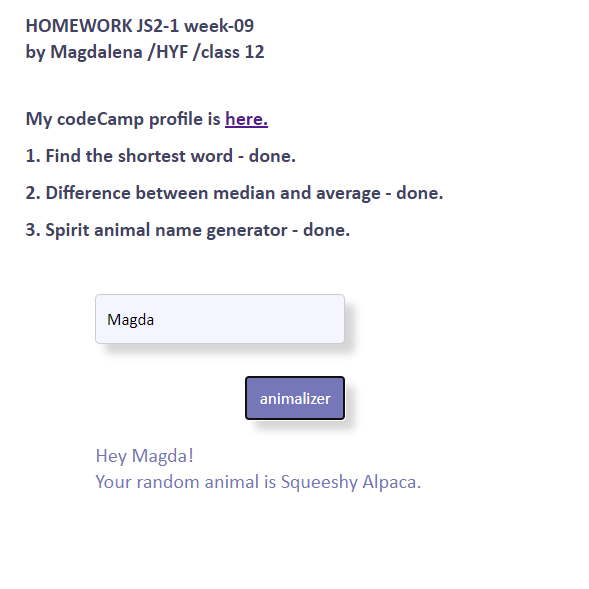 HOMEWORK JS2-1 week-09
by Magdalena /HYF /class 12
My codeCamp profile is here.
1. Find the shortest word - done.
2. Difference between median and average - done.
3. Spirit animal name generator - done.
Magda
animalizer
Hey Magda!
Your random animal is Squeeshy Alpaca.